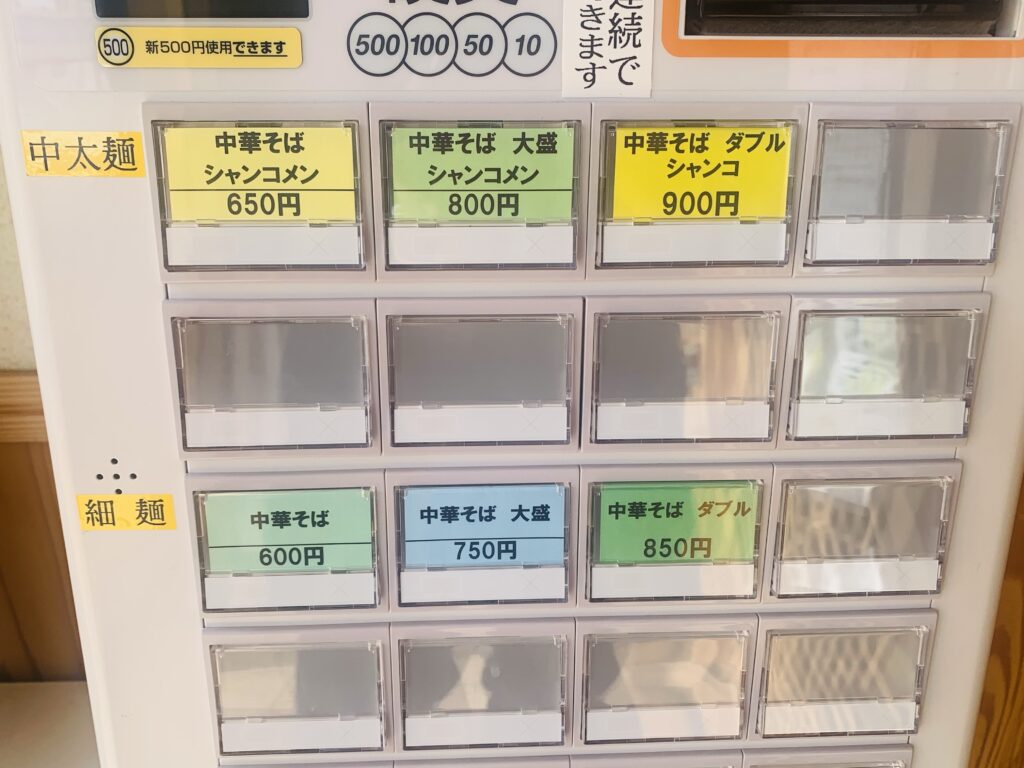 500 新500円使用できます
500 100 50 10
連続で
きます
中太麺
中華そば
シャンコメン
650円
中華そば 大盛
シャンコメン
800円
中華そば ダブル
シャンコ
900円
細麺
中華そば
600円
中華そば 大盛
750円
中華そば ダブル
850円